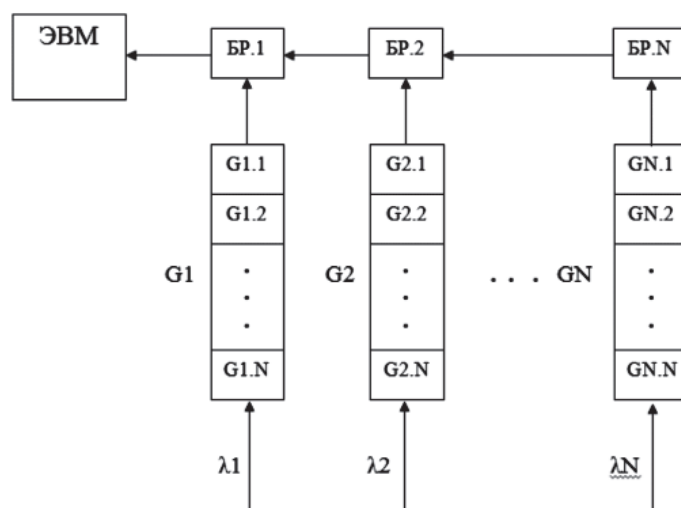 ЭВМ
БР.1
БР.2
БР.N
G1.1
G2.1
GN.1
G1.2
G2.2
GN.2
G1
G2
. . . GN
G1.N
G2.N
GN.N
λ1
λ2
λN